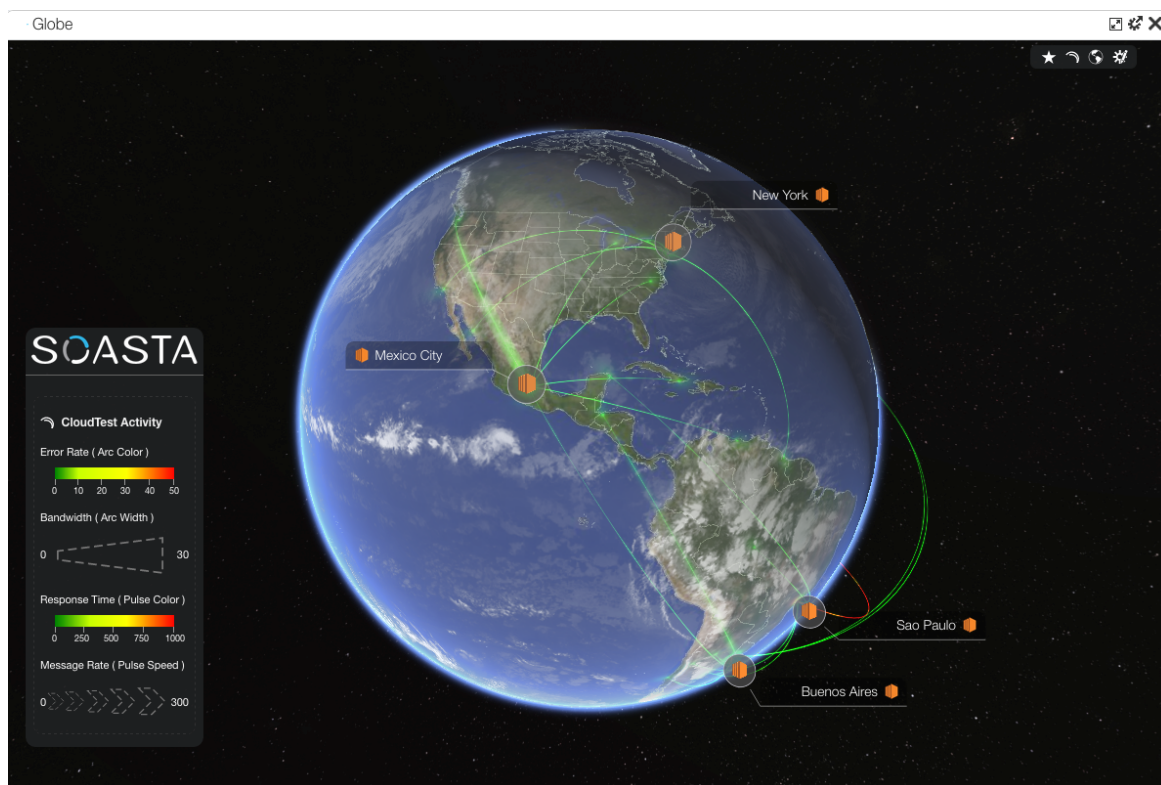 Globe
New York
Mexico City
SOASTA
CloudTest Activity
Error Rate ( Arc Color )
0 10 20 30 40 50
Bandwidth ( Arc Width )
0 30
Response Time ( Pulse Color )
0 250 500 750 1000
Message Rate ( Pulse Speed )
0 300
Sao Paulo
Buenos Aires